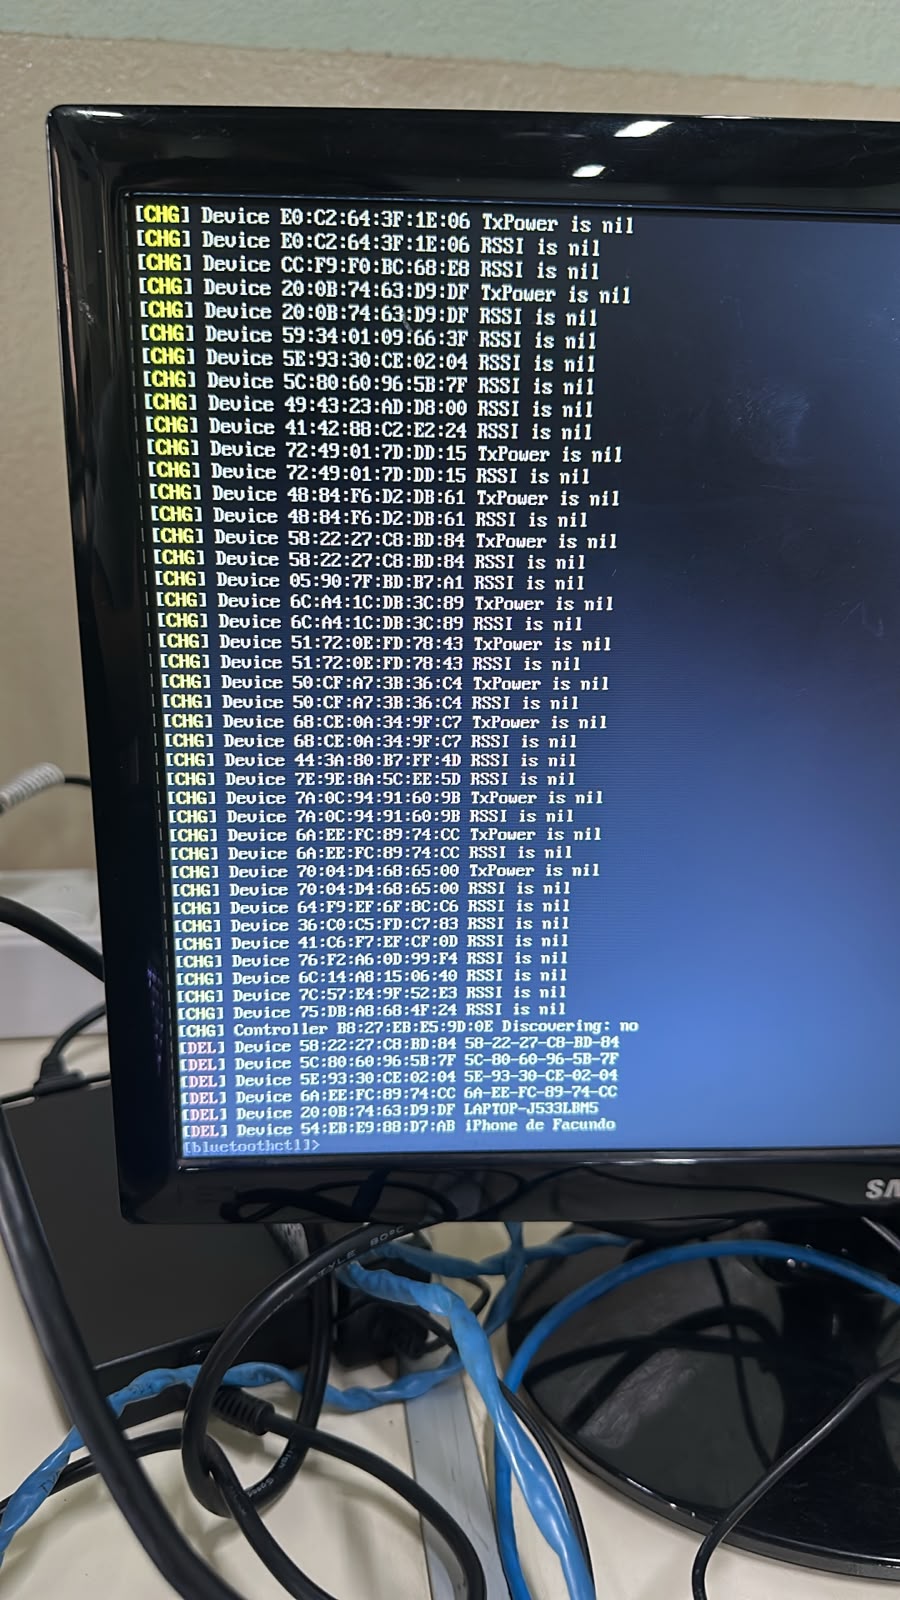 [CHG] Device E0:C2:64:3F:1E:06 TxPower is nil
[CHG] Device E0:C2:64:3F:1E:06 RSSI is nil
[CHG] Device CC:F9:F0:BC:68:E8 RSSI is nil
[CHG] Device 20:0B:74:63:D9:DF TxPower is nil
[CHG] Device 20:0B:74:63:D9:DF RSSI is nil
[CHG] Device 59:34:01:09:66:3F RSSI is nil
[CHG] Device 5E:93:30:CE:02:04 RSSI is nil
[CHG] Device 5C:80:60:96:5B:7F RSSI is nil
[CHG] Device 49:43:23:AD:D8:00 RSSI is nil
[CHG] Device 41:42:88:C2:E2:24 RSSI is nil
[CHG] Device 72:49:01:7D:DD:15 TxPower is nil
[CHG] Device 72:49:01:7D:DD:15 RSSI is nil
[CHG] Device 48:84:F6:D2:DB:61 TxPower is nil
[CHG] Device 48:84:F6:D2:DB:61 RSSI is nil
[CHG] Device 58:22:27:C8:BD:84 TxPower is nil
[CHG] Device 58:22:27:C8:BD:84 RSSI is nil
[CHG] Device 05:90:7F:BD:B7:A1 RSSI is nil
[CHG] Device 6C:A4:1C:DB:3C:89 TxPower is nil
[CHG] Device 6C:A4:1C:DB:3C:89 RSSI is nil
[CHG] Device 51:72:0E:FD:78:43 TxPower is nil
[CHG] Device 51:72:0E:FD:78:43 RSSI is nil
[CHG] Device 50:CF:A7:3B:36:C4 TxPower is nil
[CHG] Device 50:CF:A7:3B:36:C4 RSSI is nil
[CHG] Device 68:CE:0A:34:9F:C7 TxPower is nil
[CHG] Device 68:CE:0A:34:9F:C7 RSSI is nil
[CHG] Device 44:3A:80:B7:FF:4D RSSI is nil
[CHG] Device 7E:9E:8A:5C:EE:5D RSSI is nil
[CHG] Device 7A:0C:94:91:60:9B TxPower is nil
[CHG] Device 7A:0C:94:91:60:9B RSSI is nil
[CHG] Device 6A:EE:FC:89:74:CC TxPower is nil
[CHG] Device 6A:EE:FC:89:74:CC RSSI is nil
[CHG] Device 70:04:D4:68:65:00 TxPower is nil
[CHG] Device 70:04:D4:68:65:00 RSSI is nil
[CHG] Device 64:F9:EF:6F:8C:C6 RSSI is nil
[CHG] Device 36:C0:C5:FD:C7:83 RSSI is nil
[CHG] Device 41:C6:F7:EF:CF:0D RSSI is nil
[CHG] Device 76:F2:A6:0D:99:F4 RSSI is nil
[CHG] Device 6C:14:A8:15:06:40 RSSI is nil
[CHG] Device 7C:57:E4:9F:52:E3 RSSI is nil
[CHG] Device 75:DB:A8:68:4F:24 RSSI is nil
[CHG] Controller B8:27:EB:E5:9D:0E Discovering: no
[DEL] Device 58:22:27:C8:BD:84 58-22-27-C8-BD-84
[DEL] Device 5C:80:60:96:5B:7F 5C-80-60-96-5B-7F
[DEL] Device 5E:93:30:CE:02:04 5E-93-30-CE-02-04
[DEL] Device 6A:EE:FC:89:74:CC 6A-EE-FC-89-74-CC
[DEL] Device 20:0B:74:63:D9:DF LAPTOP-J533LBM5
[DEL] Device 54:EB:E9:88:D7:AB iPhone de Facundo
[bluetoothctl]>
SA
STYLE 80°C